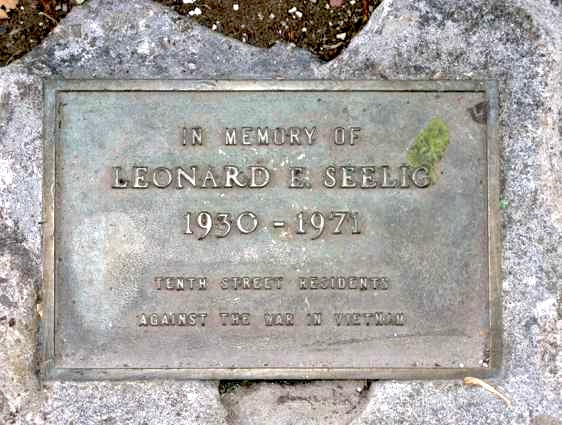 IN MEMORY OF
LEONARD E. SEELIG
1930 - 1971
TENTH STREET RESIDENTS
AGAINST THE WAR IN VIETNAM